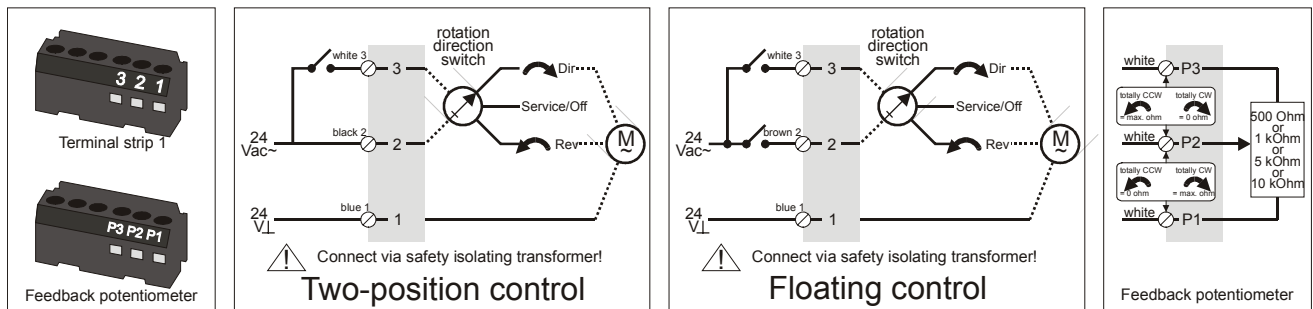 3 2 1
Terminal strip 1
P3 P2 P1
Feedback potentiometer
rotation
direction
switch
white 3
3
Dir
Service/Off
24
Vac~
black 2
2
Rev
M
~
24
V⊥
blue 1
1
! Connect via safety isolating transformer!
Two-position control
rotation
direction
switch
white 3
3
Dir
Service/Off
24
Vac~
brown 2
2
Rev
M
~
24
V⊥
blue 1
1
! Connect via safety isolating transformer!
Floating control
white P3
totally CCW totally CW
= max. ohm = 0 ohm
white P2
totally CCW totally CW
= 0 ohm = max. ohm
white P1
500 Ohm
or
1 kOhm
or
5 kOhm
or
10 kOhm
Feedback potentiometer